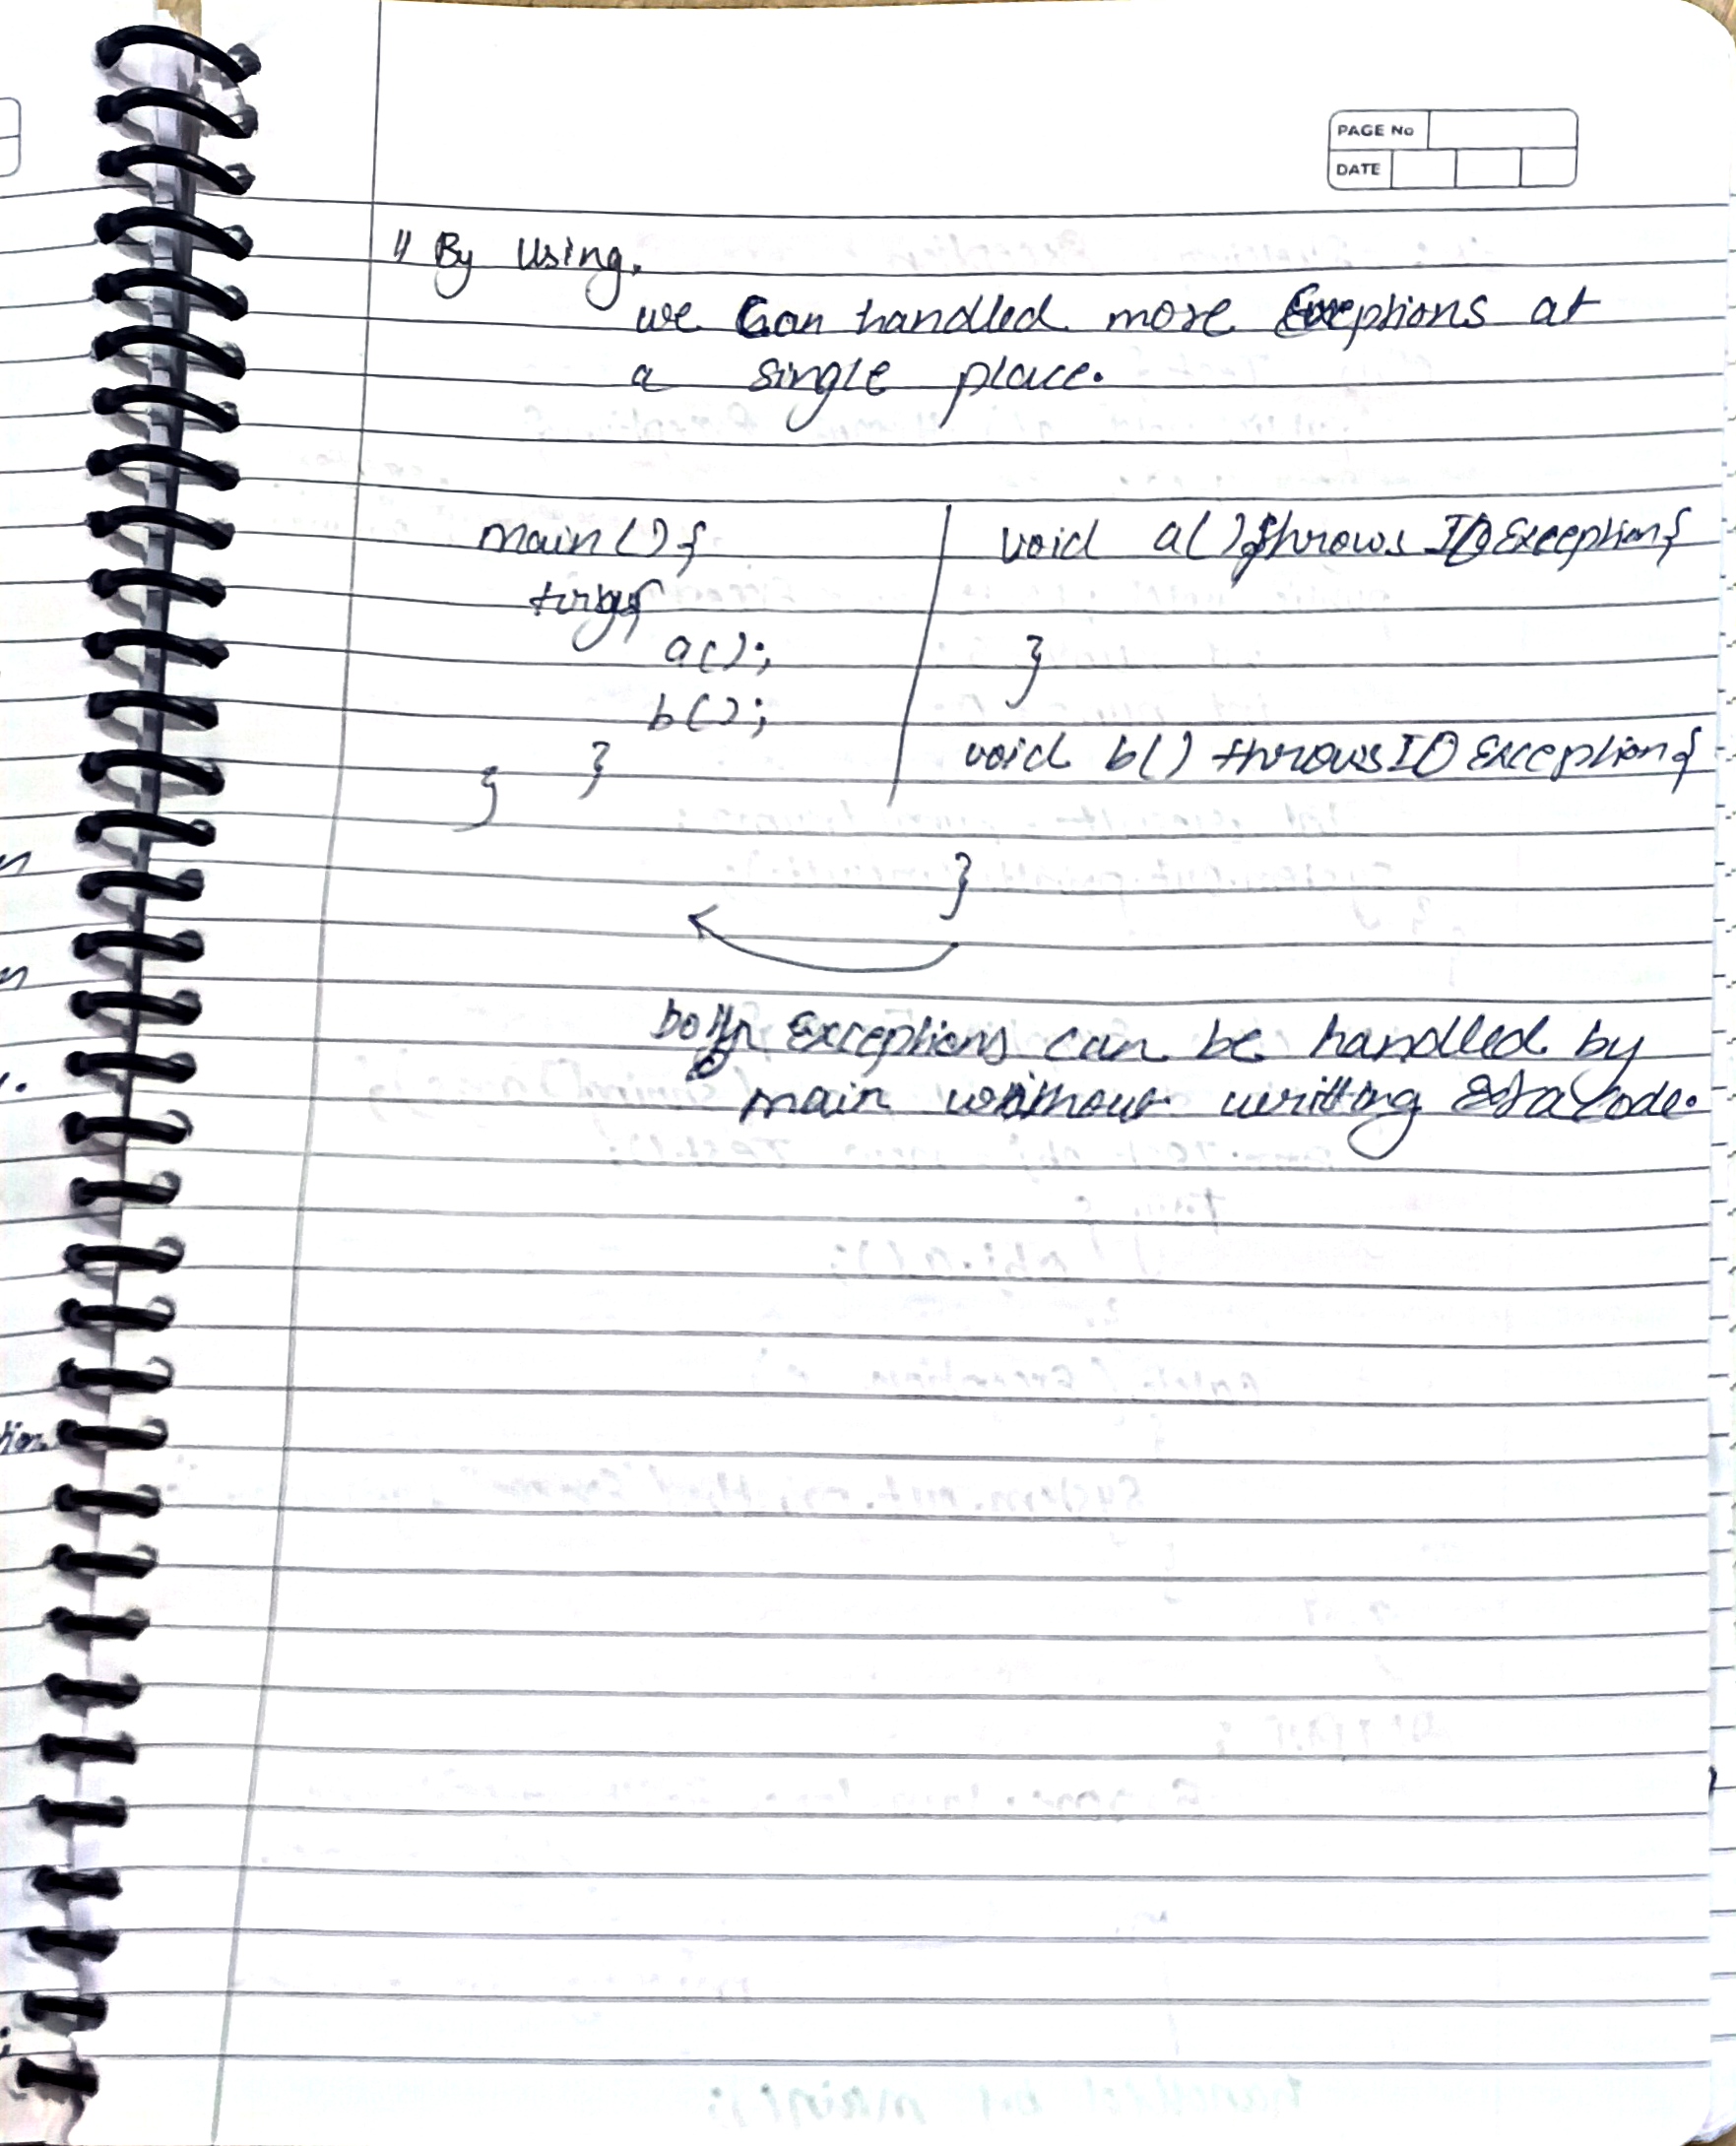 PAGE No
DATE
" By Using,
we Can handled more Exceptions at
a single place.
main(){
try{
a();
b();
}
}
void a() throws IOException{
}
void b() throws IO Exception{
}
both Exceptions can be handled by
main without writting Extra Code.